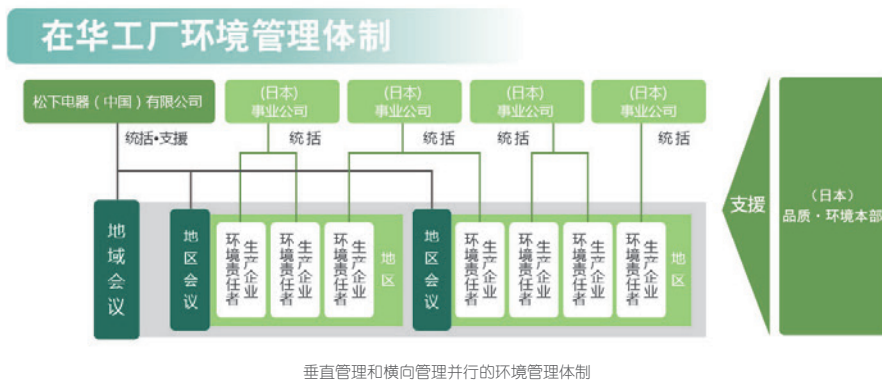 在华工厂环境管理体制
松下电器（中国）有限公司
(日本)
事业公司
(日本)
事业公司
(日本)
事业公司
(日本)
事业公司
统括•支援
统括
统括
统括
统括
地域会议
地区会议
生产企业
环境责任者
生产企业
环境责任者
生产企业
环境责任者
地区
地区会议
生产企业
环境责任者
生产企业
环境责任者
生产企业
环境责任者
生产企业
环境责任者
地区
支援
（日本）
品质・环境本部
垂直管理和横向管理并行的环境管理体制